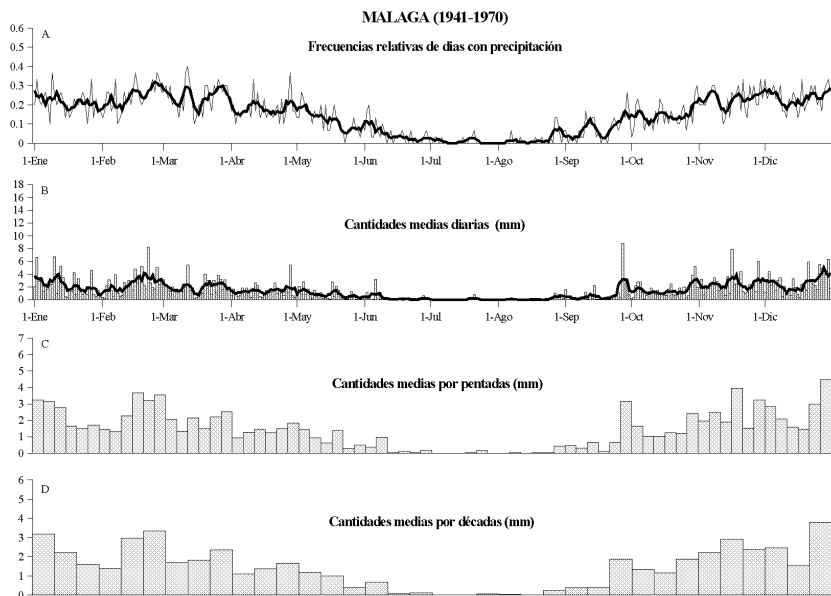 MALAGA (1941-1970)
A
Frecuencias relativas de dias con precipitación
0.6
0.5
0.4
0.3
0.2
0.1
0
1-Ene 1-Feb 1-Mar 1-Abr 1-May 1-Jun 1-Jul 1-Ago 1-Sep 1-Oct 1-Nov 1-Dic
B
Cantidades medias diarias (mm)
18
16
14
12
10
8
6
4
2
0
1-Ene 1-Feb 1-Mar 1-Abr 1-May 1-Jun 1-Jul 1-Ago 1-Sep 1-Oct 1-Nov 1-Dic
C
Cantidades medias por pentadas (mm)
7
6
5
4
3
2
1
0
D
Cantidades medias por décadas (mm)
6
5
4
3
2
1
0